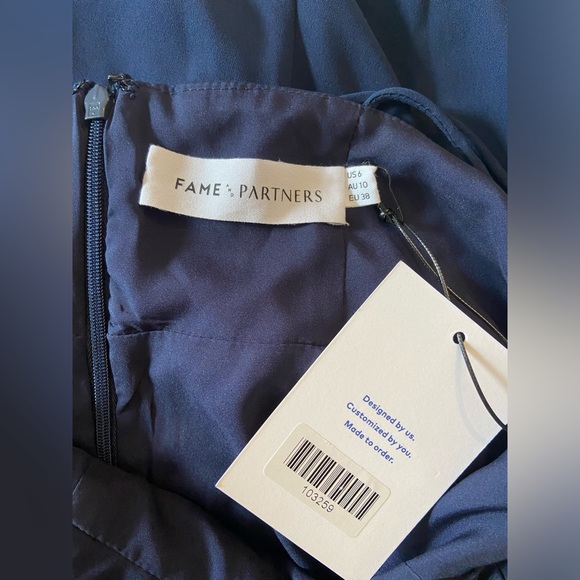 FAME PARTNERS
US 6
AU 10
EU 38
Designed by us.
Customized by you.
Made to order.
103259